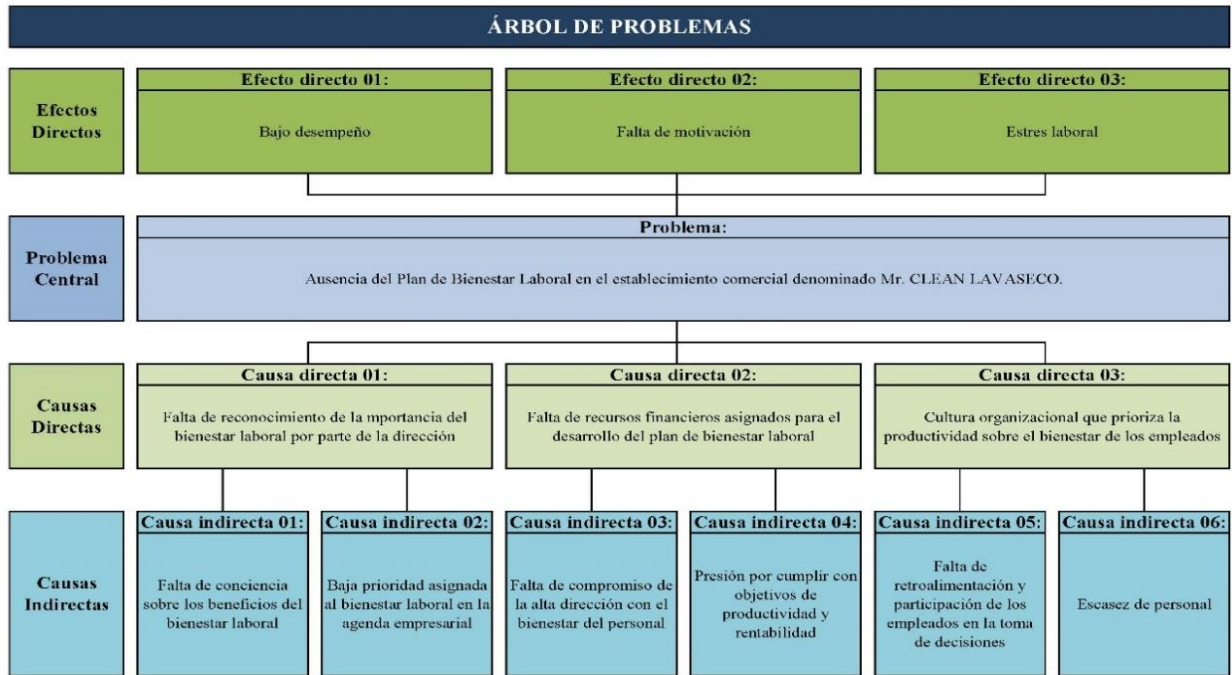 ÁRBOL DE PROBLEMAS
Efectos
Directos
Efecto directo 01:
Bajo desempeño
Efecto directo 02:
Falta de motivación
Efecto directo 03:
Estres laboral
Problema
Central
Problema:
Ausencia del Plan de Bienestar Laboral en el establecimiento comercial denominado Mr. CLEAN LAVASECO.
Causas
Directas
Causa directa 01:
Falta de reconocimiento de la mportancia del
bienestar laboral por parte de la dirección
Causa directa 02:
Falta de recursos financieros asignados para el
desarrollo del plan de bienestar laboral
Causa directa 03:
Cultura organizacional que prioriza la
productividad sobre el bienestar de los empleados
Causas
Indirectas
Causa indirecta 01:
Falta de conciencia
sobre los beneficios del
bienestar laboral
Causa indirecta 02:
Baja prioridad asignada
al bienestar laboral en la
agenda empresarial
Causa indirecta 03:
Falta de compromiso de
la alta dirección con el
bienestar del personal
Causa indirecta 04:
Presión por cumplir con
objetivos de
productividad y
rentabilidad
Causa indirecta 05:
Falta de
retroalimentación y
participación de los
empleados en la toma
de decisiones
Causa indirecta 06:
Escasez de personal